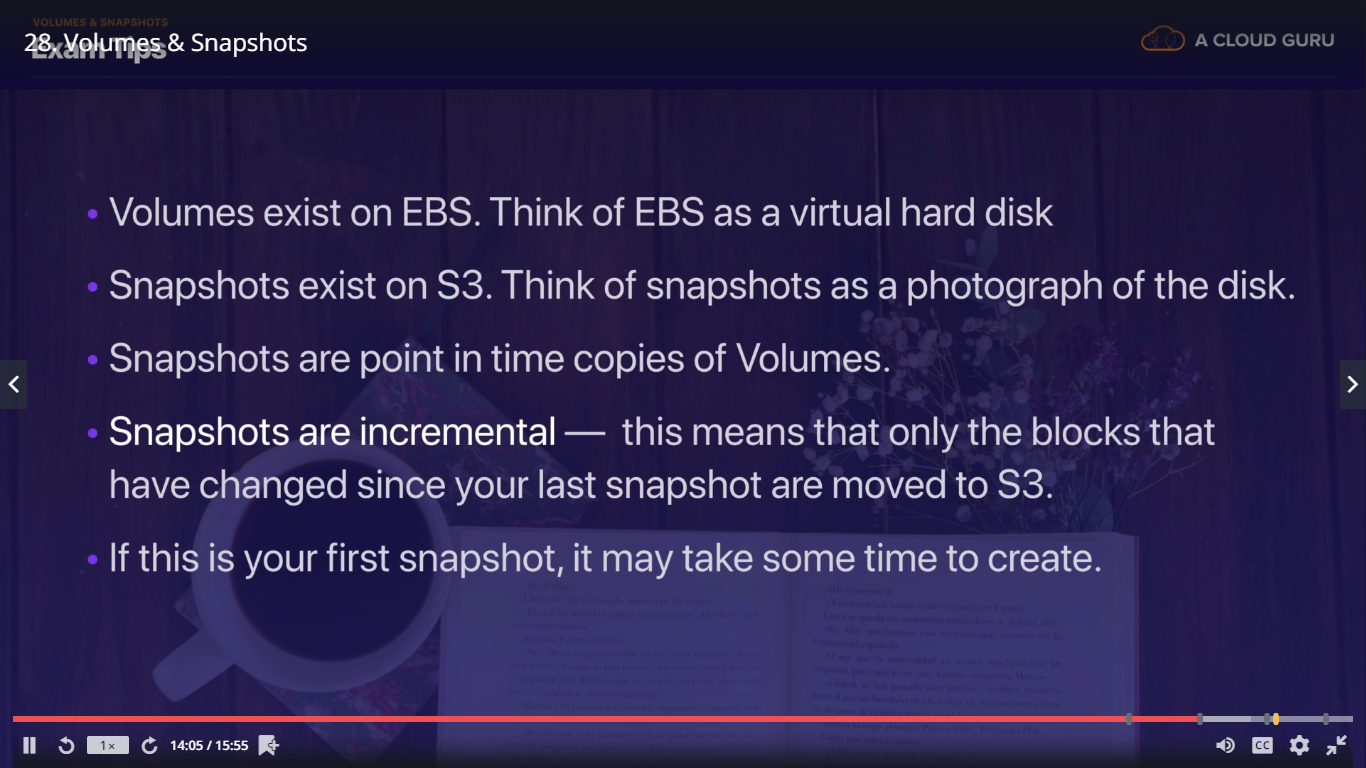 VOLUMES & SNAPSHOTS
28. Volumes & Snapshots
Exam Tips
A CLOUD GURU
• Volumes exist on EBS. Think of EBS as a virtual hard disk
• Snapshots exist on S3. Think of snapshots as a photograph of the disk.
• Snapshots are point in time copies of Volumes.
• Snapshots are incremental — this means that only the blocks that
have changed since your last snapshot are moved to S3.
• If this is your first snapshot, it may take some time to create.
1x
14:05 / 15:55
CC